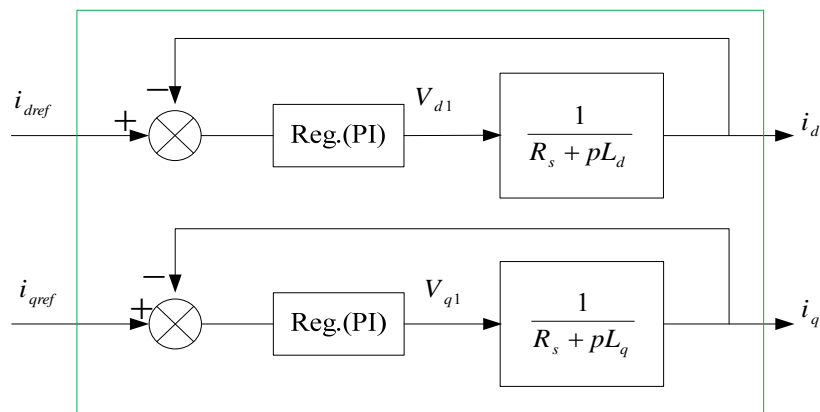 −
i_dref
+
Reg.(PI)
V_d1
1
R_s + pL_d
i_d
−
i_qref
+
Reg.(PI)
V_q1
1
R_s + pL_q
i_q